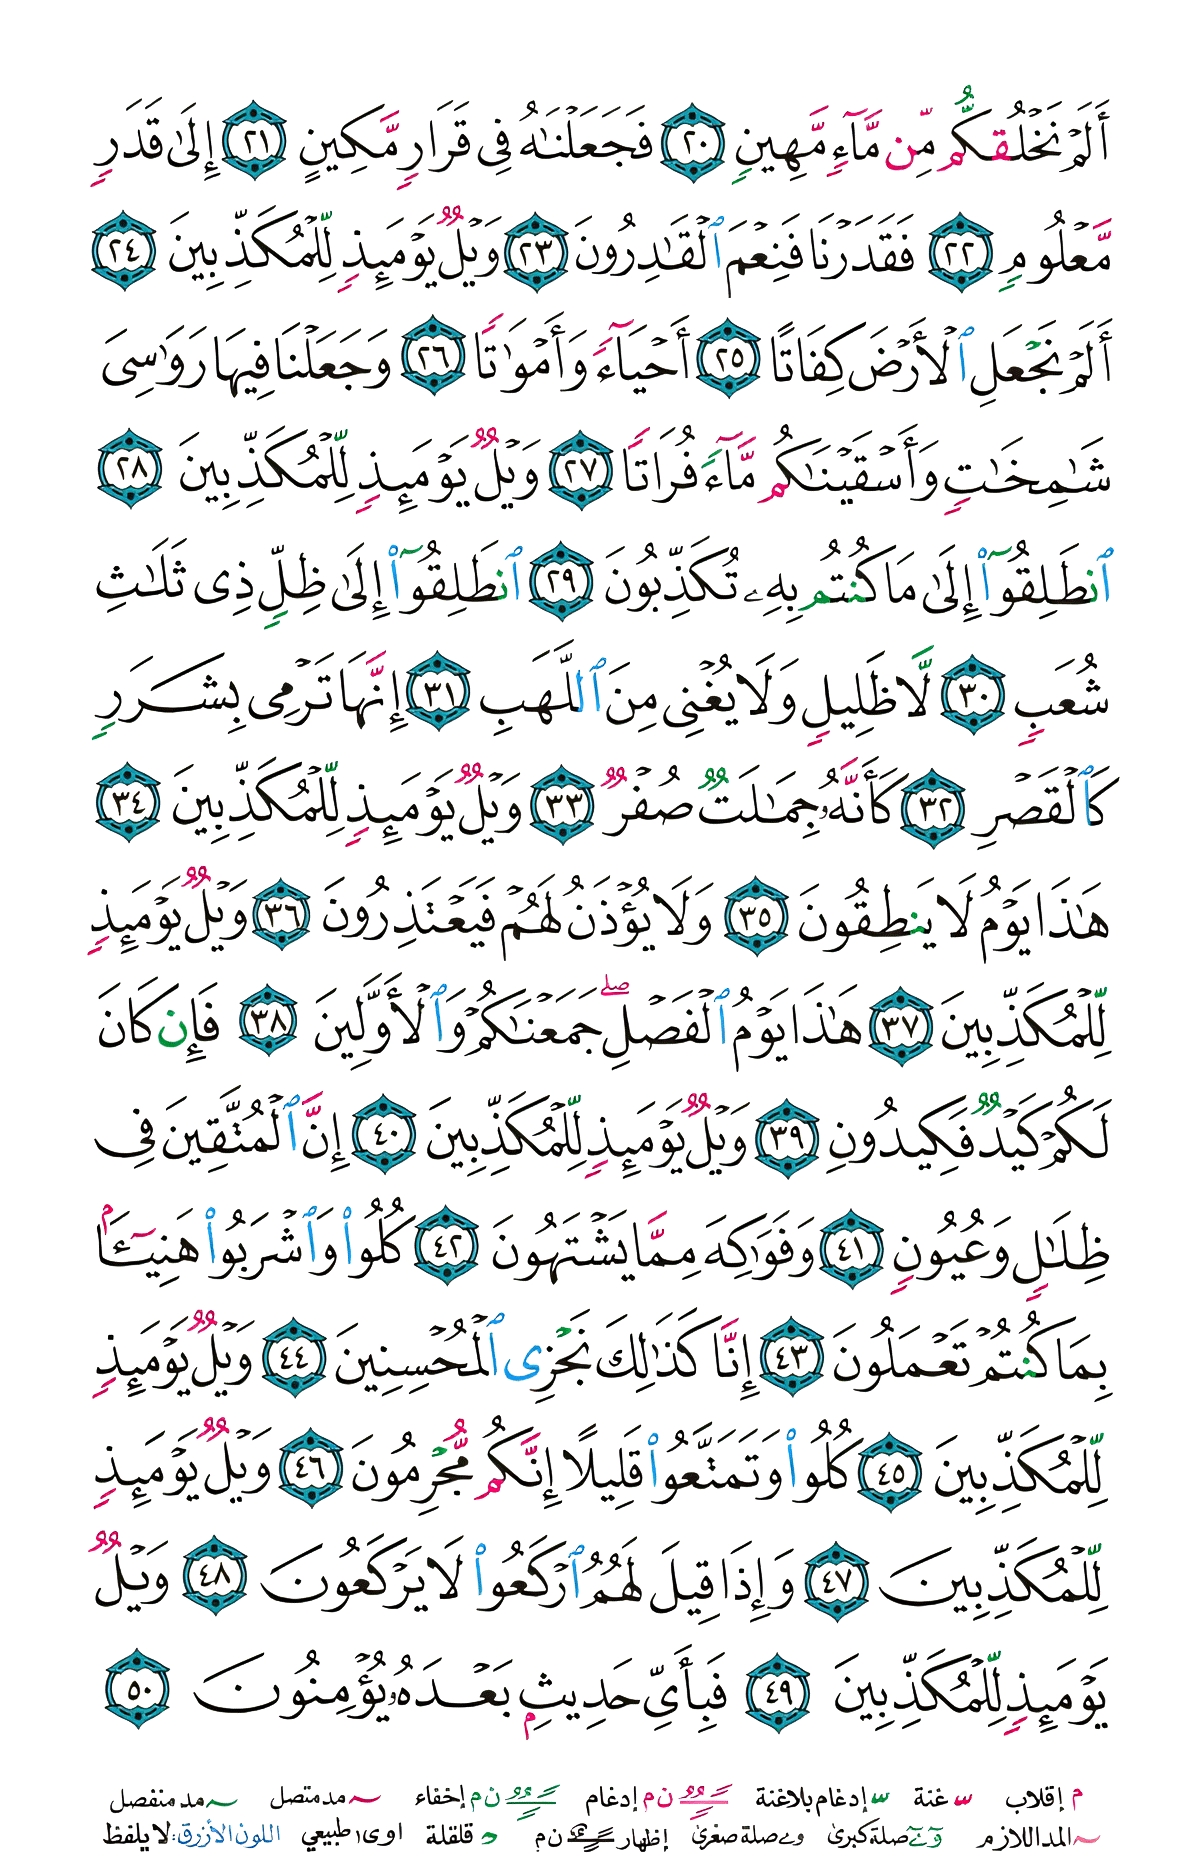 أَلَمْ نَخْلُقكُّم مِّن مَّآءٍ مَّهِينٍ ٢٠ فَجَعَلْنَٰهُ فِى قَرَارٍ مَّكِينٍ ٢١ إِلَىٰ قَدَرٍ
مَّعْلُومٍ ٢٢ فَقَدَرْنَا فَنِعْمَ ٱلْقَٰدِرُونَ ٢٣ وَيْلٌ يَوْمَئِذٍ لِّلْمُكَذِّبِينَ ٢٤
أَلَمْ نَجْعَلِ ٱلْأَرْضَ كِفَاتًا ٢٥ أَحْيَآءً وَأَمْوَٰتًا ٢٦ وَجَعَلْنَا فِيهَا رَوَٰسِىَ
شَٰمِخَٰتٍ وَأَسْقَيْنَٰكُم مَّآءً فُرَاتًا ٢٧ وَيْلٌ يَوْمَئِذٍ لِّلْمُكَذِّبِينَ ٢٨
ٱنطَلِقُوٓا۟ إِلَىٰ مَا كُنتُم بِهِۦ تُكَذِّبُونَ ٢٩ ٱنطَلِقُوٓا۟ إِلَىٰ ظِلٍّ ذِى ثَلَٰثِ
شُعَبٍ ٣٠ لَّا ظَلِيلٍ وَلَا يُغْنِى مِنَ ٱللَّهَبِ ٣١ إِنَّهَا تَرْمِى بِشَرَرٍ
كَٱلْقَصْرِ ٣٢ كَأَنَّهُۥ جِمَٰلَتٌ صُفْرٌ ٣٣ وَيْلٌ يَوْمَئِذٍ لِّلْمُكَذِّبِينَ ٣٤
هَٰذَا يَوْمُ لَا يَنطِقُونَ ٣٥ وَلَا يُؤْذَنُ لَهُمْ فَيَعْتَذِرُونَ ٣٦ وَيْلٌ يَوْمَئِذٍ
لِّلْمُكَذِّبِينَ ٣٧ هَٰذَا يَوْمُ ٱلْفَصْلِ ۖ جَمَعْنَٰكُمْ وَٱلْأَوَّلِينَ ٣٨ فَإِن كَانَ
لَكُمْ كَيْدٌ فَكِيدُونِ ٣٩ وَيْلٌ يَوْمَئِذٍ لِّلْمُكَذِّبِينَ ٤٠ إِنَّ ٱلْمُتَّقِينَ فِى
ظِلَٰلٍ وَعُيُونٍ ٤١ وَفَوَٰكِهَ مِمَّا يَشْتَهُونَ ٤٢ كُلُوا۟ وَٱشْرَبُوا۟ هَنِيٓـًٔۢا
بِمَا كُنتُمْ تَعْمَلُونَ ٤٣ إِنَّا كَذَٰلِكَ نَجْزِى ٱلْمُحْسِنِينَ ٤٤ وَيْلٌ يَوْمَئِذٍ
لِّلْمُكَذِّبِينَ ٤٥ كُلُوا۟ وَتَمَتَّعُوا۟ قَلِيلًا إِنَّكُم مُّجْرِمُونَ ٤٦ وَيْلٌ يَوْمَئِذٍ
لِّلْمُكَذِّبِينَ ٤٧ وَإِذَا قِيلَ لَهُمُ ٱرْكَعُوا۟ لَا يَرْكَعُونَ ٤٨ وَيْلٌ
يَوْمَئِذٍ لِّلْمُكَذِّبِينَ ٤٩ فَبِأَىِّ حَدِيثٍۭ بَعْدَهُۥ يُؤْمِنُونَ ٥٠
م إقلاب ـس غنة ـس إدغام بلاغنة ن م إدغام ن م إخفاء ~ مد متصل ~ مد منفصل
~ المد اللازم صلة كبرى وے صلة صغرى إظهار ن م د قلقلة اوى طبيعي اللون الأزرق: لا يلفظ